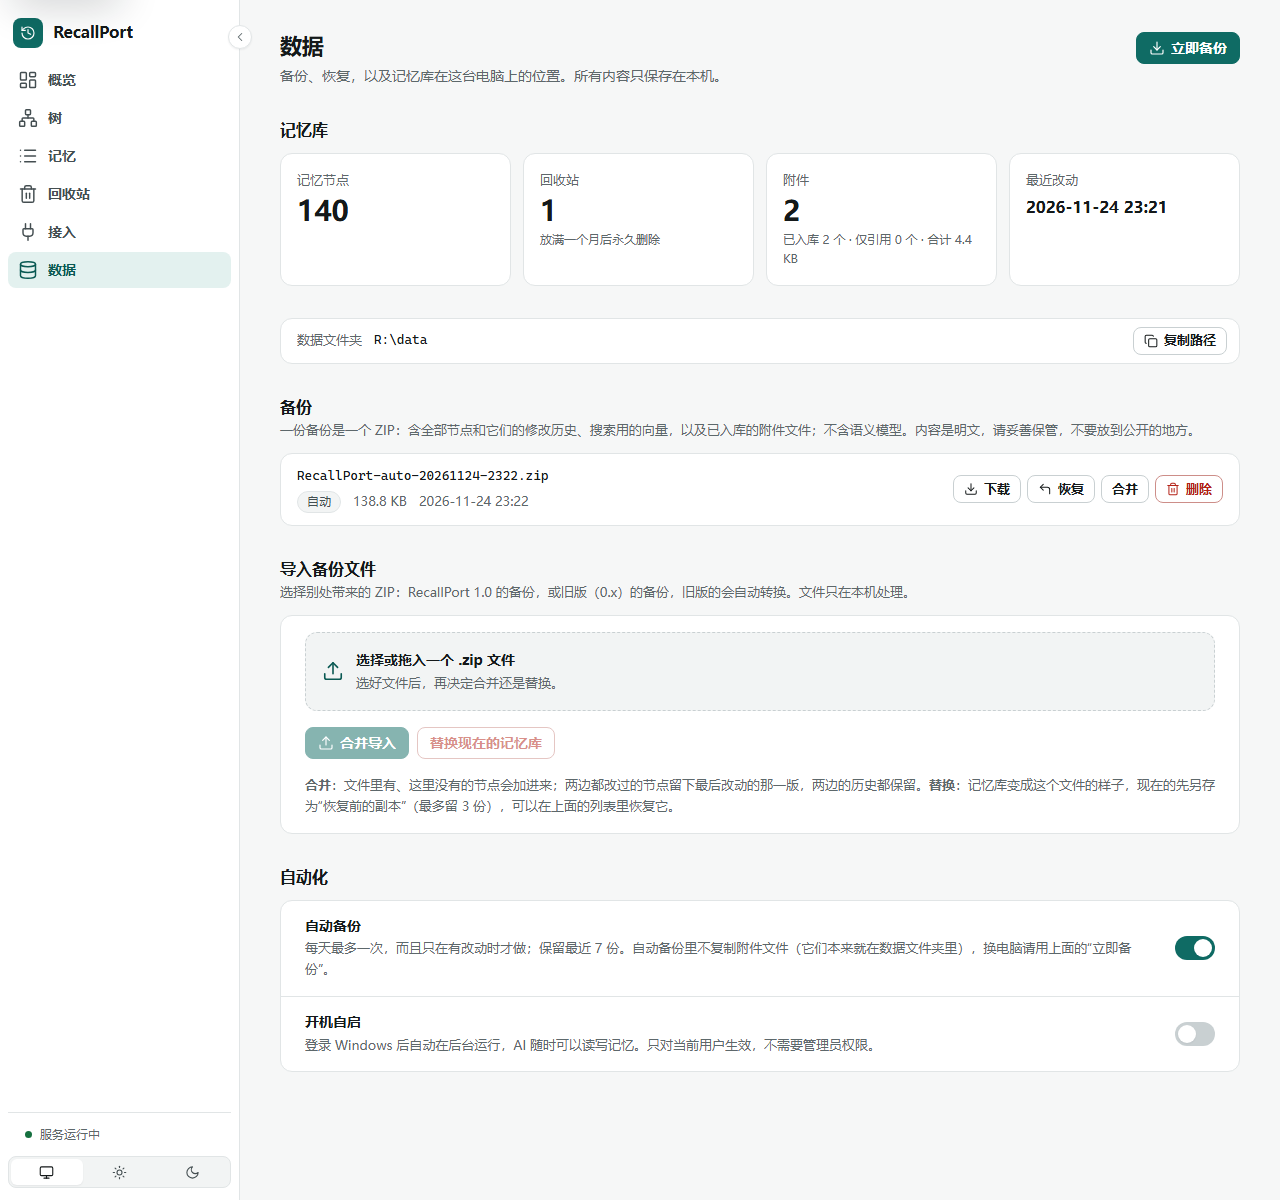 RecallPort
概览
树
记忆
回收站
接入
数据
服务运行中
数据
备份、恢复，以及记忆库在这台电脑上的位置。所有内容只保存在本机。
立即备份
记忆库
记忆节点
140
回收站
1
放满一个月后永久删除
附件
2
已入库 2 个 · 仅引用 0 个 · 合计 4.4
KB
最近改动
2026-11-24 23:21
数据文件夹 R:\data
复制路径
备份
一份备份是一个 ZIP：含全部节点和它们的修改历史、搜索用的向量，以及已入库的附件文件；不含语义模型。内容是明文，请妥善保管，不要放到公开的地方。
RecallPort-auto-20261124-2322.zip
自动 138.8 KB 2026-11-24 23:22
下载 恢复 合并 删除
导入备份文件
选择别处带来的 ZIP：RecallPort 1.0 的备份，或旧版（0.x）的备份，旧版的会自动转换。文件只在本机处理。
选择或拖入一个 .zip 文件
选好文件后，再决定合并还是替换。
合并导入 替换现在的记忆库
合并：文件里有、这里没有的节点会加进来；两边都改过的节点留下最后改动的那一版，两边的历史都保留。替换：记忆库变成这个文件的样子，现在的先另存
为“恢复前的副本”（最多留 3 份），可以在上面的列表里恢复它。
自动化
自动备份
每天最多一次，而且只在有改动时才做；保留最近 7 份。自动备份里不复制附件文件（它们本来就在数据文件夹里），换电脑请用上面的“立即备
份”。
开机自启
登录 Windows 后自动在后台运行，AI 随时可以读写记忆。只对当前用户生效，不需要管理员权限。